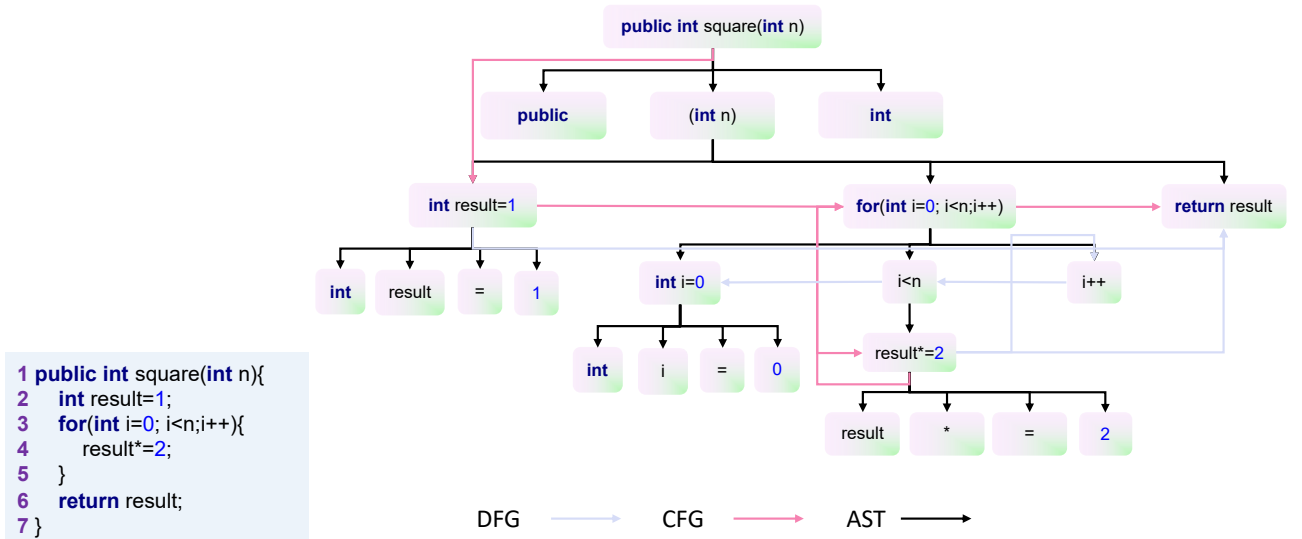 public int square(int n)
public
(int n)
int
int result=1
for(int i=0; i<n;i++)
return result
int
result
=
1
int i=0
i<n
i++
int
i
=
0
result*=2
result
*
=
2
1 public int square(int n){
2 int result=1;
3 for(int i=0; i<n;i++){
4 result*=2;
5 }
6 return result;
7 }
DFG
CFG
AST